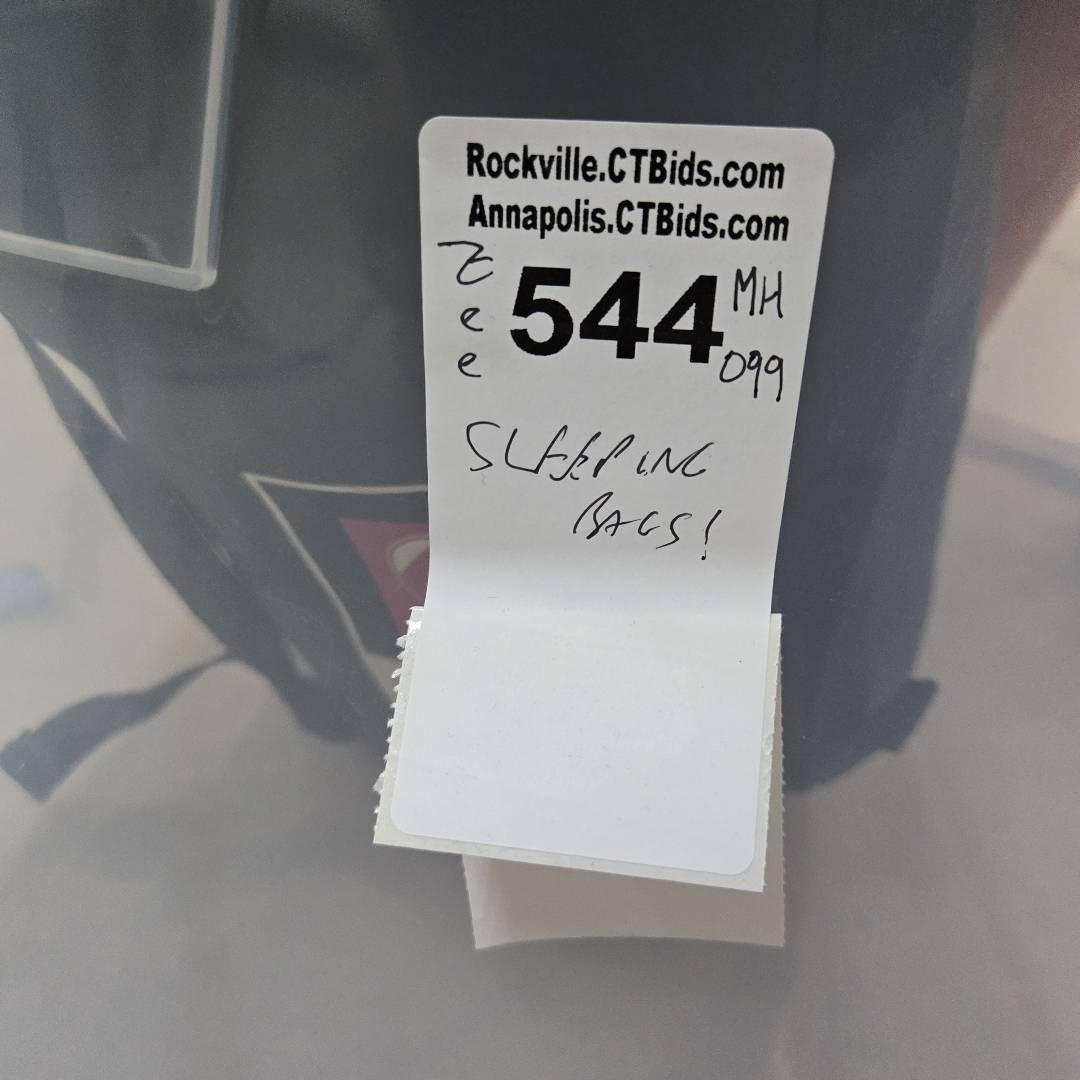 Rockville.CTBids.com
Annapolis.CTBids.com
Zee
544
MH
099
SLEEPING
BAGS!